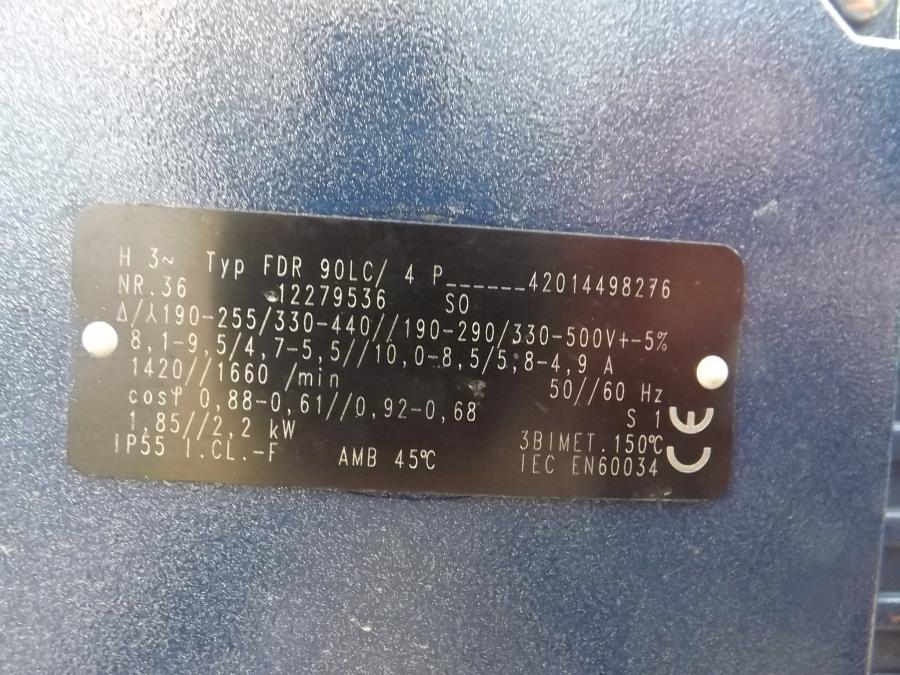 H 3~ Typ FDR 90LC/ 4 P______42014498276
NR.36 12279536 SO
Δ/⅄190-255/330-440//190-290/330-500V+-5%
8,1-9,5/4,7-5,5//10,0-8,5/5,8-4,9 A
1420//1660 /min 50//60 Hz
cosφ 0,88-0,61//0,92-0,68 S 1
1,85//2,2 kW 3BIMET.150℃
IP55 I.CL.-F AMB 45℃ IEC EN60034
CE